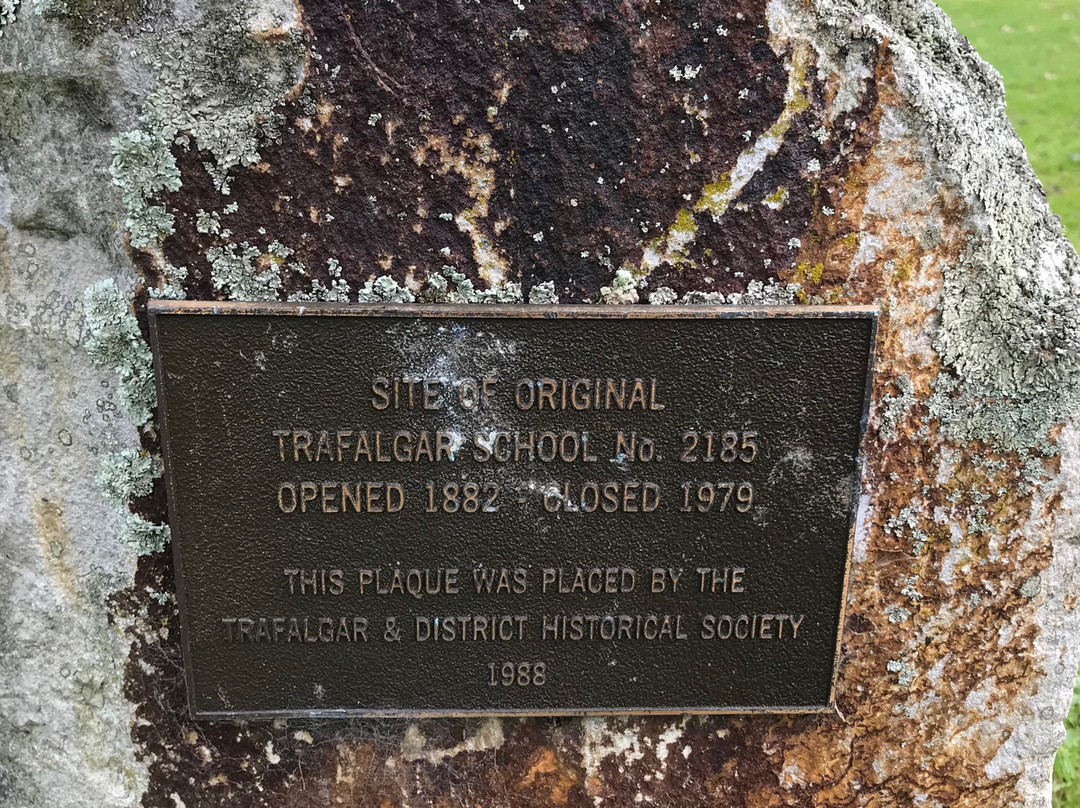 SITE OF ORIGINAL
TRAFALGAR SCHOOL No. 2185
OPENED 1882 CLOSED 1979
THIS PLAQUE WAS PLACED BY THE
TRAFALGAR & DISTRICT HISTORICAL SOCIETY
1988